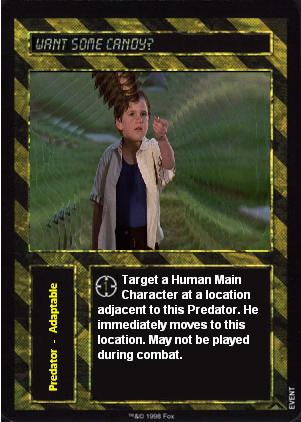 WANT SOME CANDY?
Target a Human Main
Character at a location
adjacent to this Predator. He
immediately moves to this
location. May not be played
during combat.
Predator - Adaptable
EVENT
™&© 1998 Fox